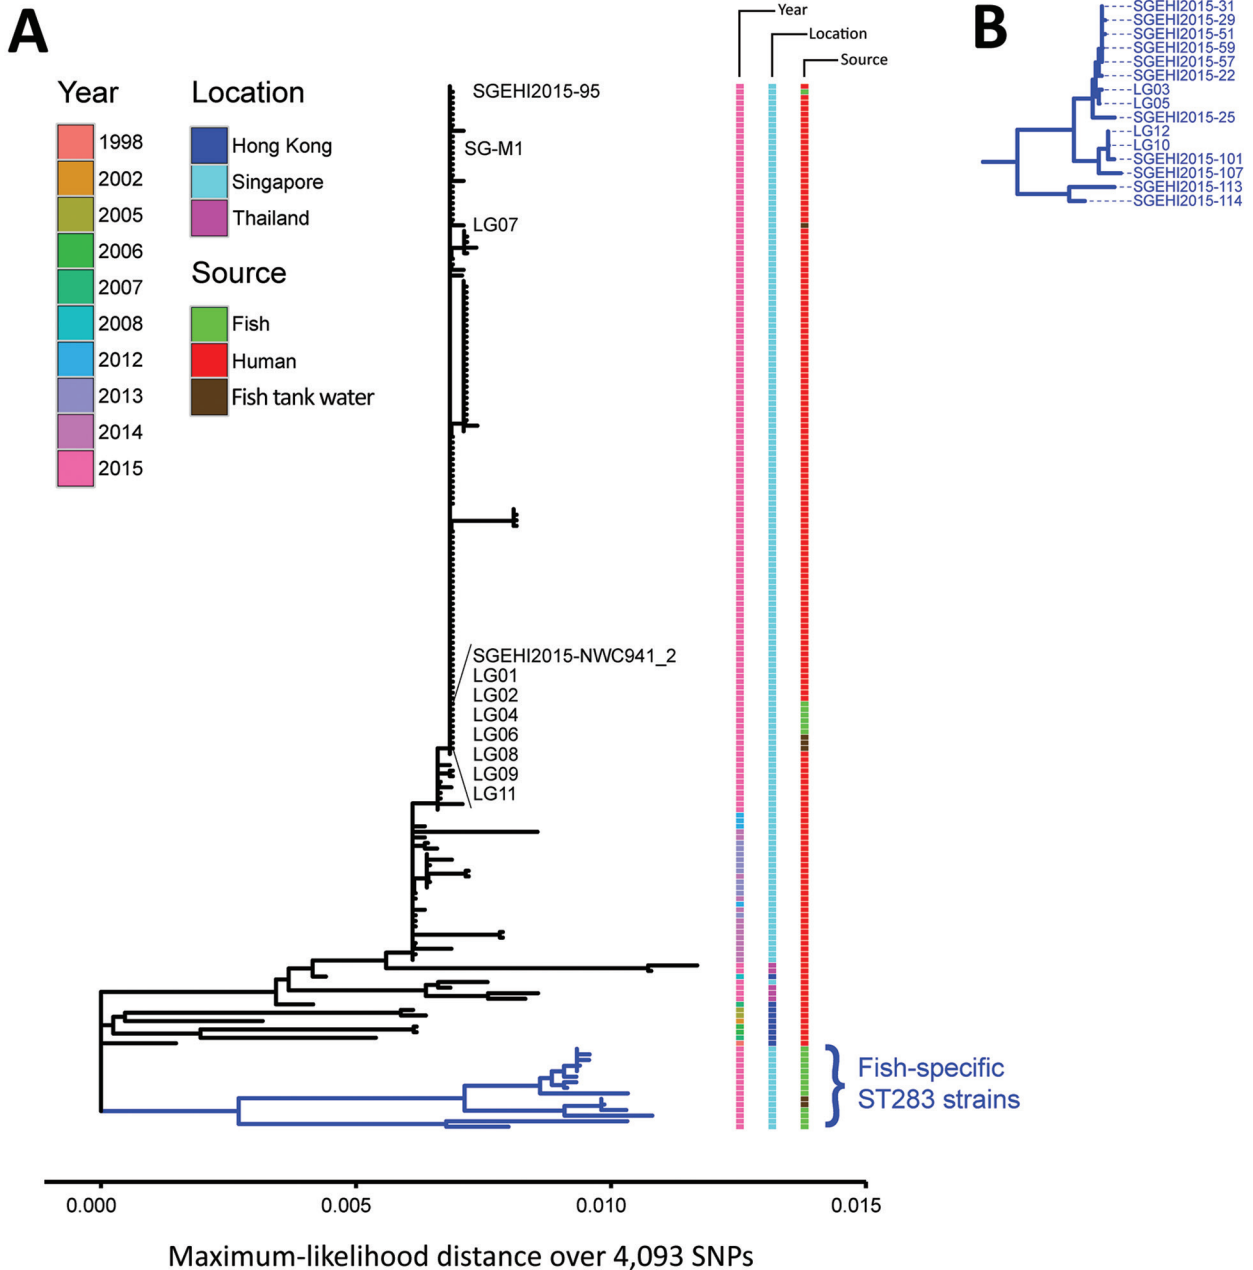 A
Year
1998
2002
2005
2006
2007
2008
2012
2013
2014
2015
Location
Hong Kong
Singapore
Thailand
Source
Fish
Human
Fish tank water
SGEHI2015-95
SG-M1
LG07
SGEHI2015-NWC941_2
LG01
LG02
LG04
LG06
LG08
LG09
LG11
Year
Location
Source
Fish-specific
ST283 strains
0.000
0.005
0.010
0.015
Maximum-likelihood distance over 4,093 SNPs
B
SGEHI2015-31
SGEHI2015-29
SGEHI2015-51
SGEHI2015-59
SGEHI2015-57
SGEHI2015-22
LG03
LG05
SGEHI2015-25
LG12
LG10
SGEHI2015-101
SGEHI2015-107
SGEHI2015-113
SGEHI2015-114